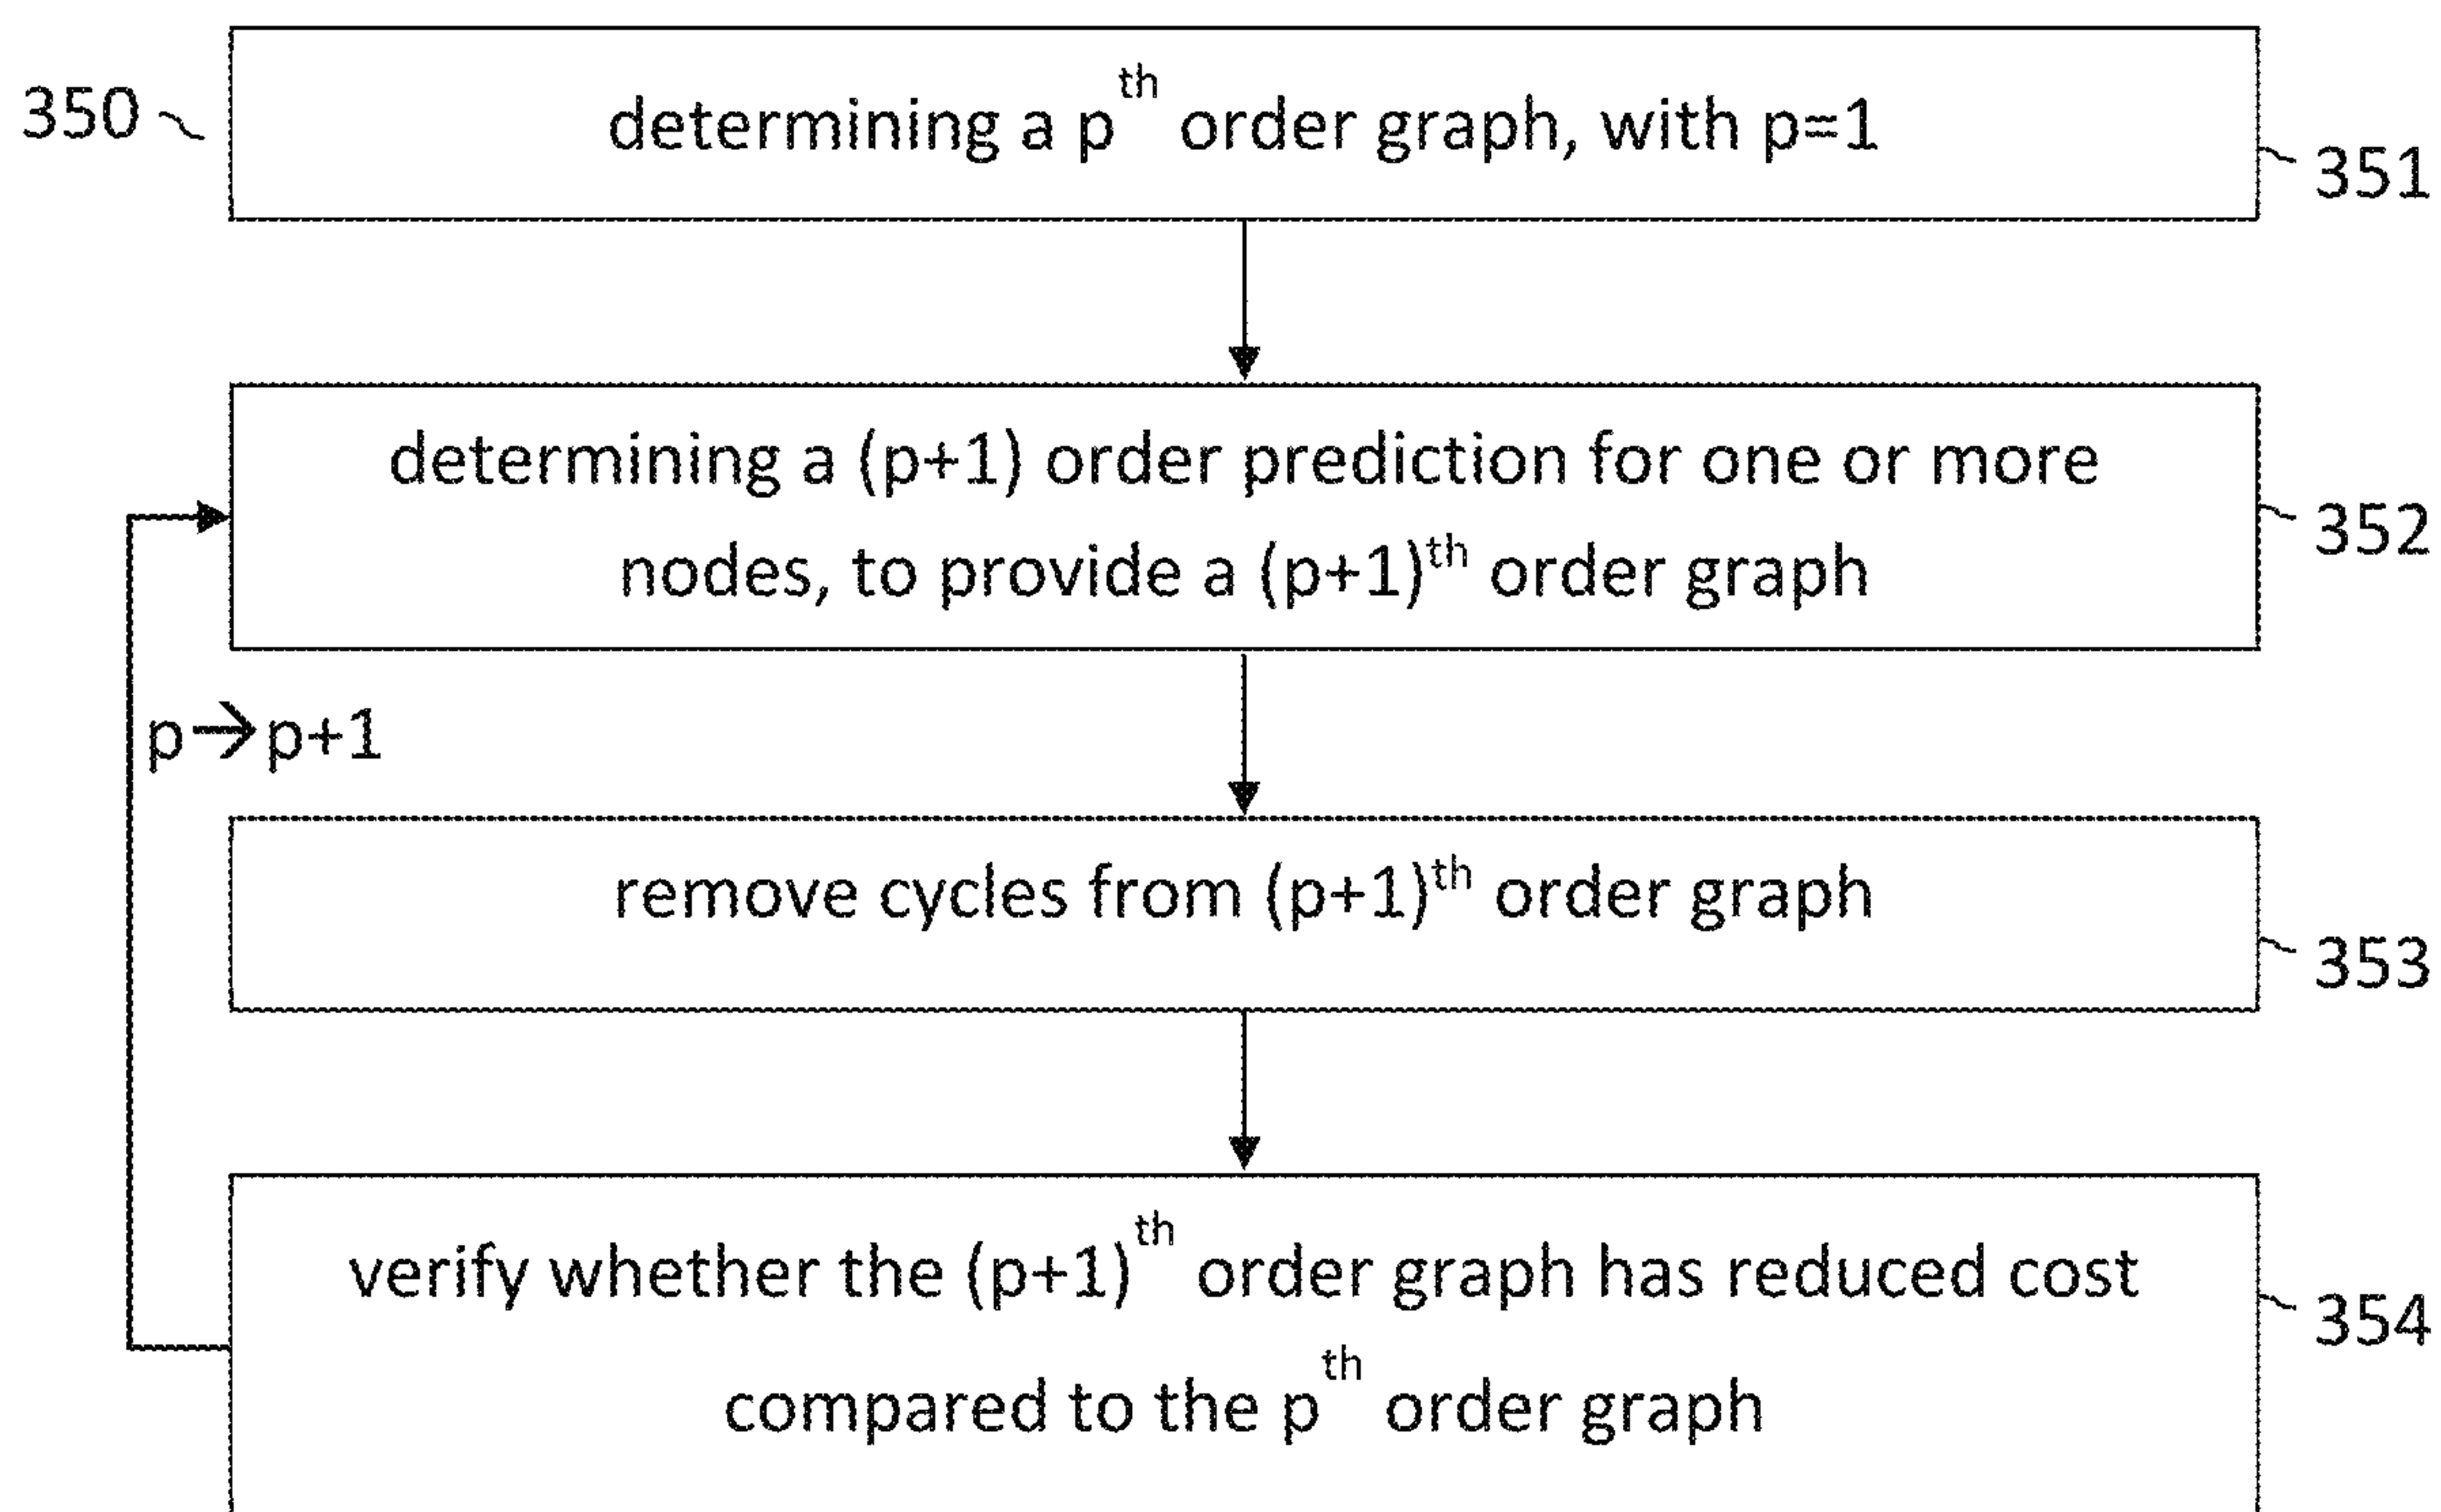 350
determining a pth order graph, with p=1
351
determining a (p+1) order prediction for one or more
nodes, to provide a (p+1)th order graph
352
p→p+1
remove cycles from (p+1)th order graph
353
verify whether the (p+1)th order graph has reduced cost
compared to the pth order graph
354